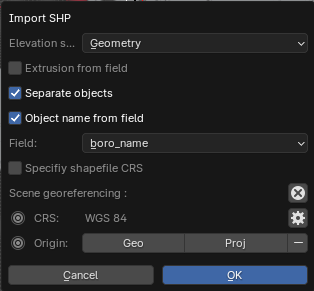 Import SHP
Elevation s...
Geometry
Extrusion from field
Separate objects
Object name from field
Field:
boro_name
Specifiy shapefile CRS
Scene georeferencing :
CRS: WGS 84
Origin: Geo Proj
Cancel OK